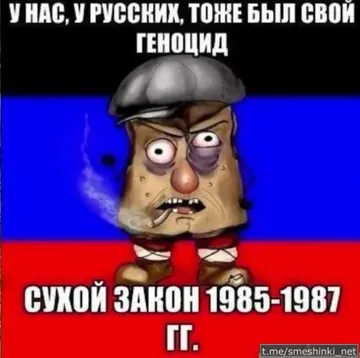 У НАС, У РУССКИХ, ТОЖЕ БЫЛ СВОЙ
ГЕНОЦИД
СУХОЙ ЗАКОН 1985-1987
ГГ.
t.me/smeshinki_net